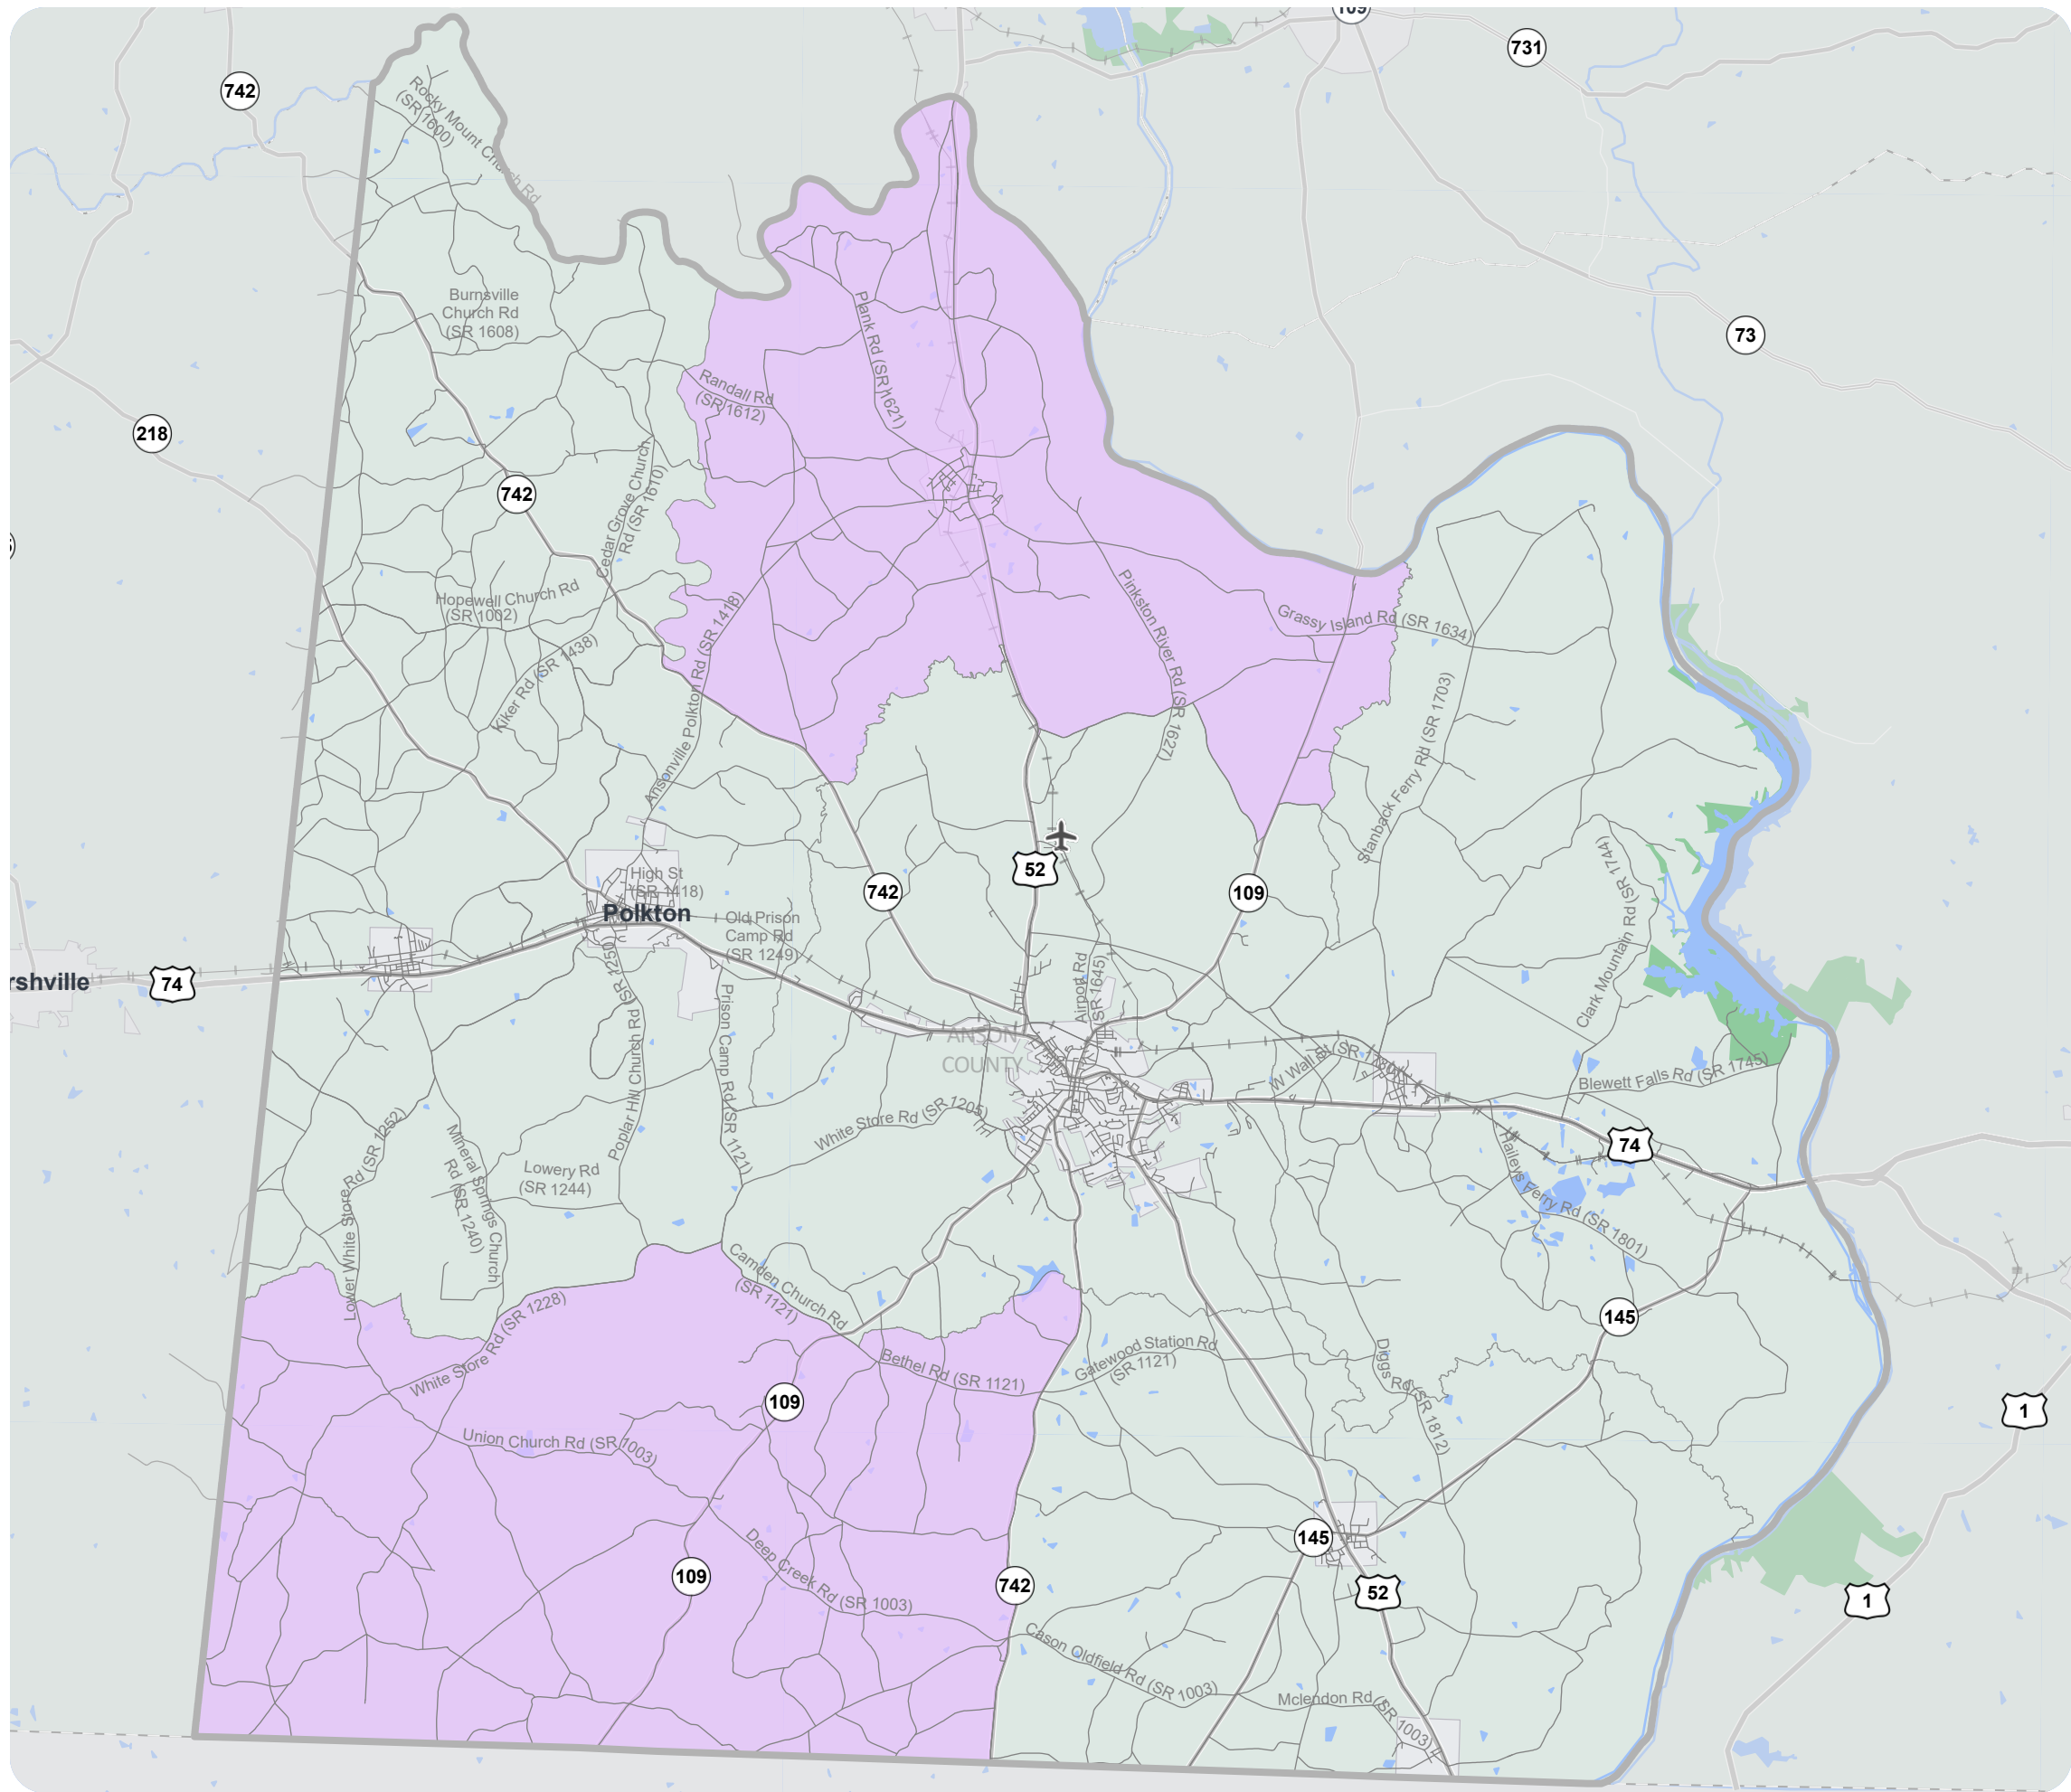 109
731
742
Rocky Mount Church Rd
(SR 1600)
Burnsville
Church Rd
(SR 1608)
Plank Rd (SR 1621)
73
Randall Rd
(SR 1612)
218
742
Cedar Grove Church
Rd (SR 1610)
Hopewell Church Rd
(SR 1002)
Kiker Rd (SR 1438)
Ansonville Polkton Rd (SR 1418)
Pinkston River Rd (SR 1627)
Grassy Island Rd (SR 1634)
Stanback Ferry Rd (SR 1703)
High St
(SR 1418)
Polkton
742
52
109
Clark Mountain Rd (SR 1744)
Old Prison
Camp Rd
(SR 1249)
rshville
74
Airport Rd
(SR 1645)
ANSON
COUNTY
Poplar Hill Church Rd (SR 1250)
Prison Camp Rd (SR 1121)
White Store Rd (SR 1205)
W Wall St (SR 1730)
Blewett Falls Rd (SR 1745)
74
Haileys Ferry Rd (SR 1801)
Lower White Store Rd (SR 1252)
Mineral Springs Church
Rd (SR 1240)
Lowery Rd
(SR 1244)
Camden Church Rd
(SR 1121)
White Store Rd (SR 1228)
Bethel Rd (SR 1121)
Gatewood Station Rd
(SR 1121)
Diggs Rd (SR 1812)
145
109
1
Union Church Rd (SR 1003)
109
Deep Creek Rd (SR 1003)
742
145
52
1
Cason Oldfield Rd (SR 1003)
Mclendon Rd (SR 1003)